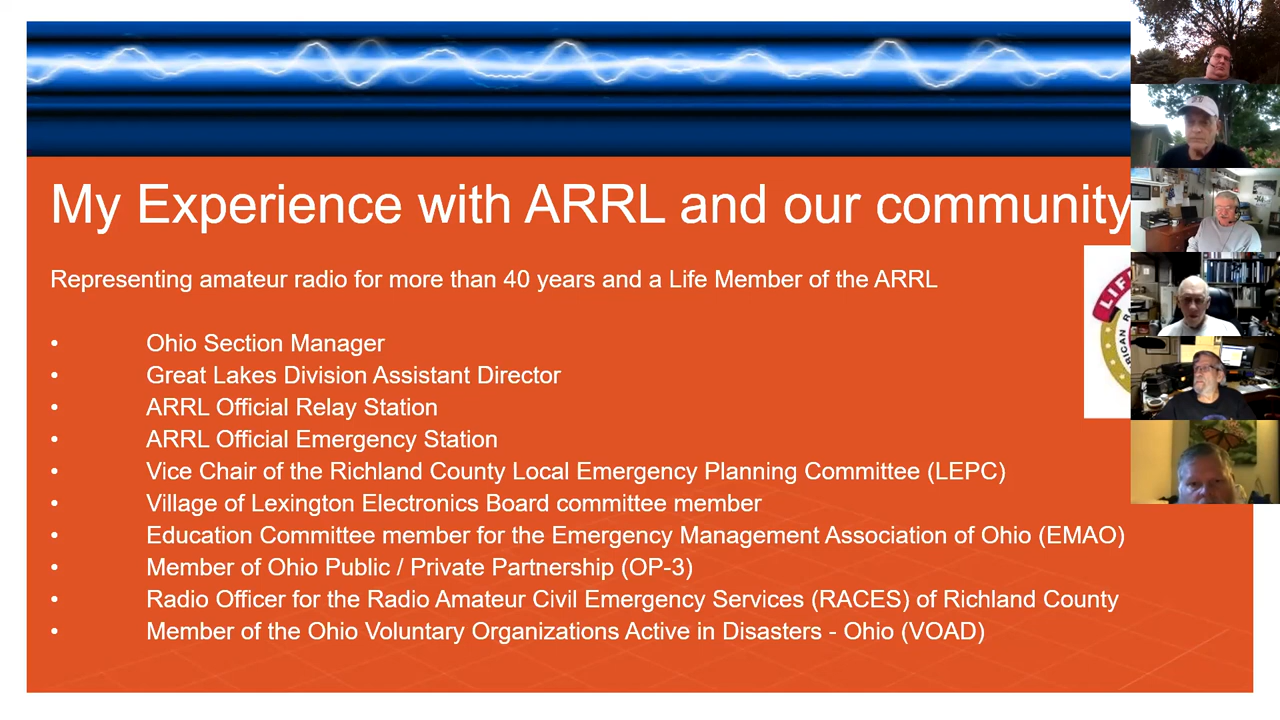 My Experience with ARRL and our community
Representing amateur radio for more than 40 years and a Life Member of the ARRL
• Ohio Section Manager
• Great Lakes Division Assistant Director
• ARRL Official Relay Station
• ARRL Official Emergency Station
• Vice Chair of the Richland County Local Emergency Planning Committee (LEPC)
• Village of Lexington Electronics Board committee member
• Education Committee member for the Emergency Management Association of Ohio (EMAO)
• Member of Ohio Public / Private Partnership (OP-3)
• Radio Officer for the Radio Amateur Civil Emergency Services (RACES) of Richland County
• Member of the Ohio Voluntary Organizations Active in Disasters - Ohio (VOAD)